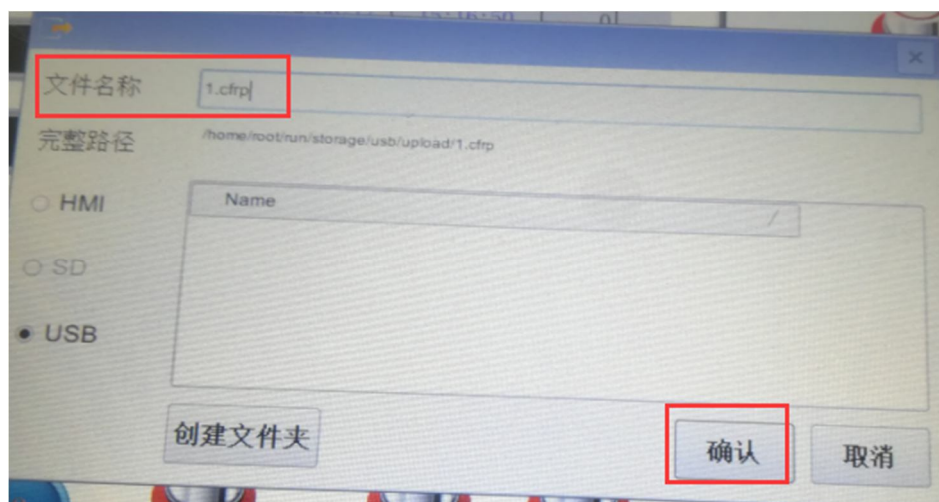 文件名称 1.cfrp
完整路径 /home/root/run/storage/usb/upload/1.cfrp
HMI
Name
SD
USB
创建文件夹 确认 取消